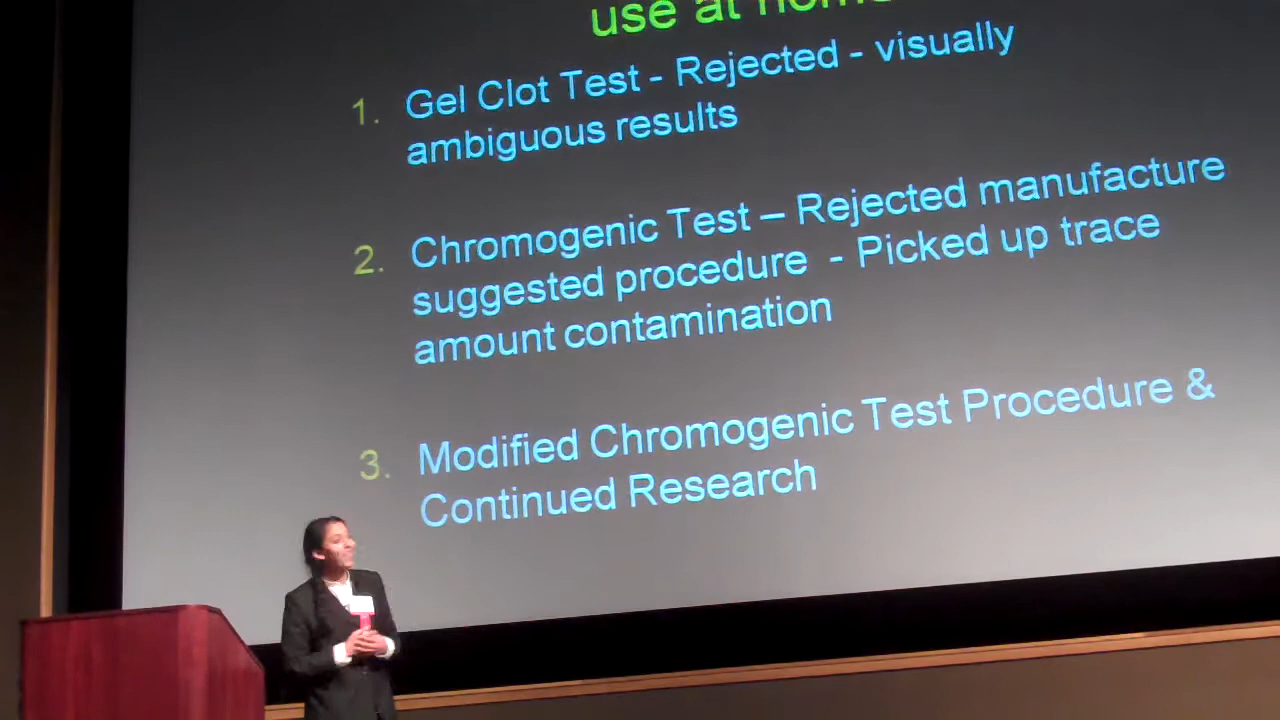 use at home
1. Gel Clot Test - Rejected - visually
ambiguous results
2. Chromogenic Test – Rejected manufacture
suggested procedure - Picked up trace
amount contamination
3. Modified Chromogenic Test Procedure &
Continued Research